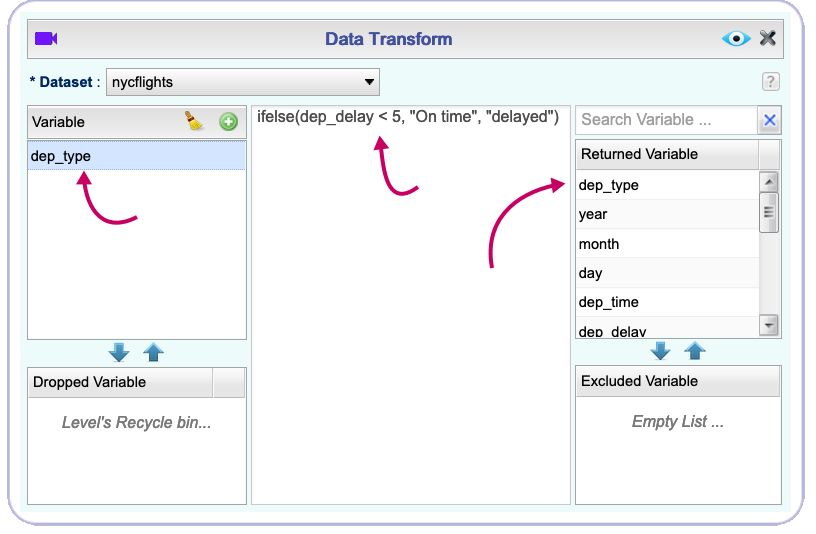 Data Transform
* Dataset : nycflights
?
Variable
dep_type
ifelse(dep_delay < 5, "On time", "delayed")
Search Variable ...
Returned Variable
dep_type
year
month
day
dep_time
dep_delay
Dropped Variable
Level's Recycle bin...
Excluded Variable
Empty List ...